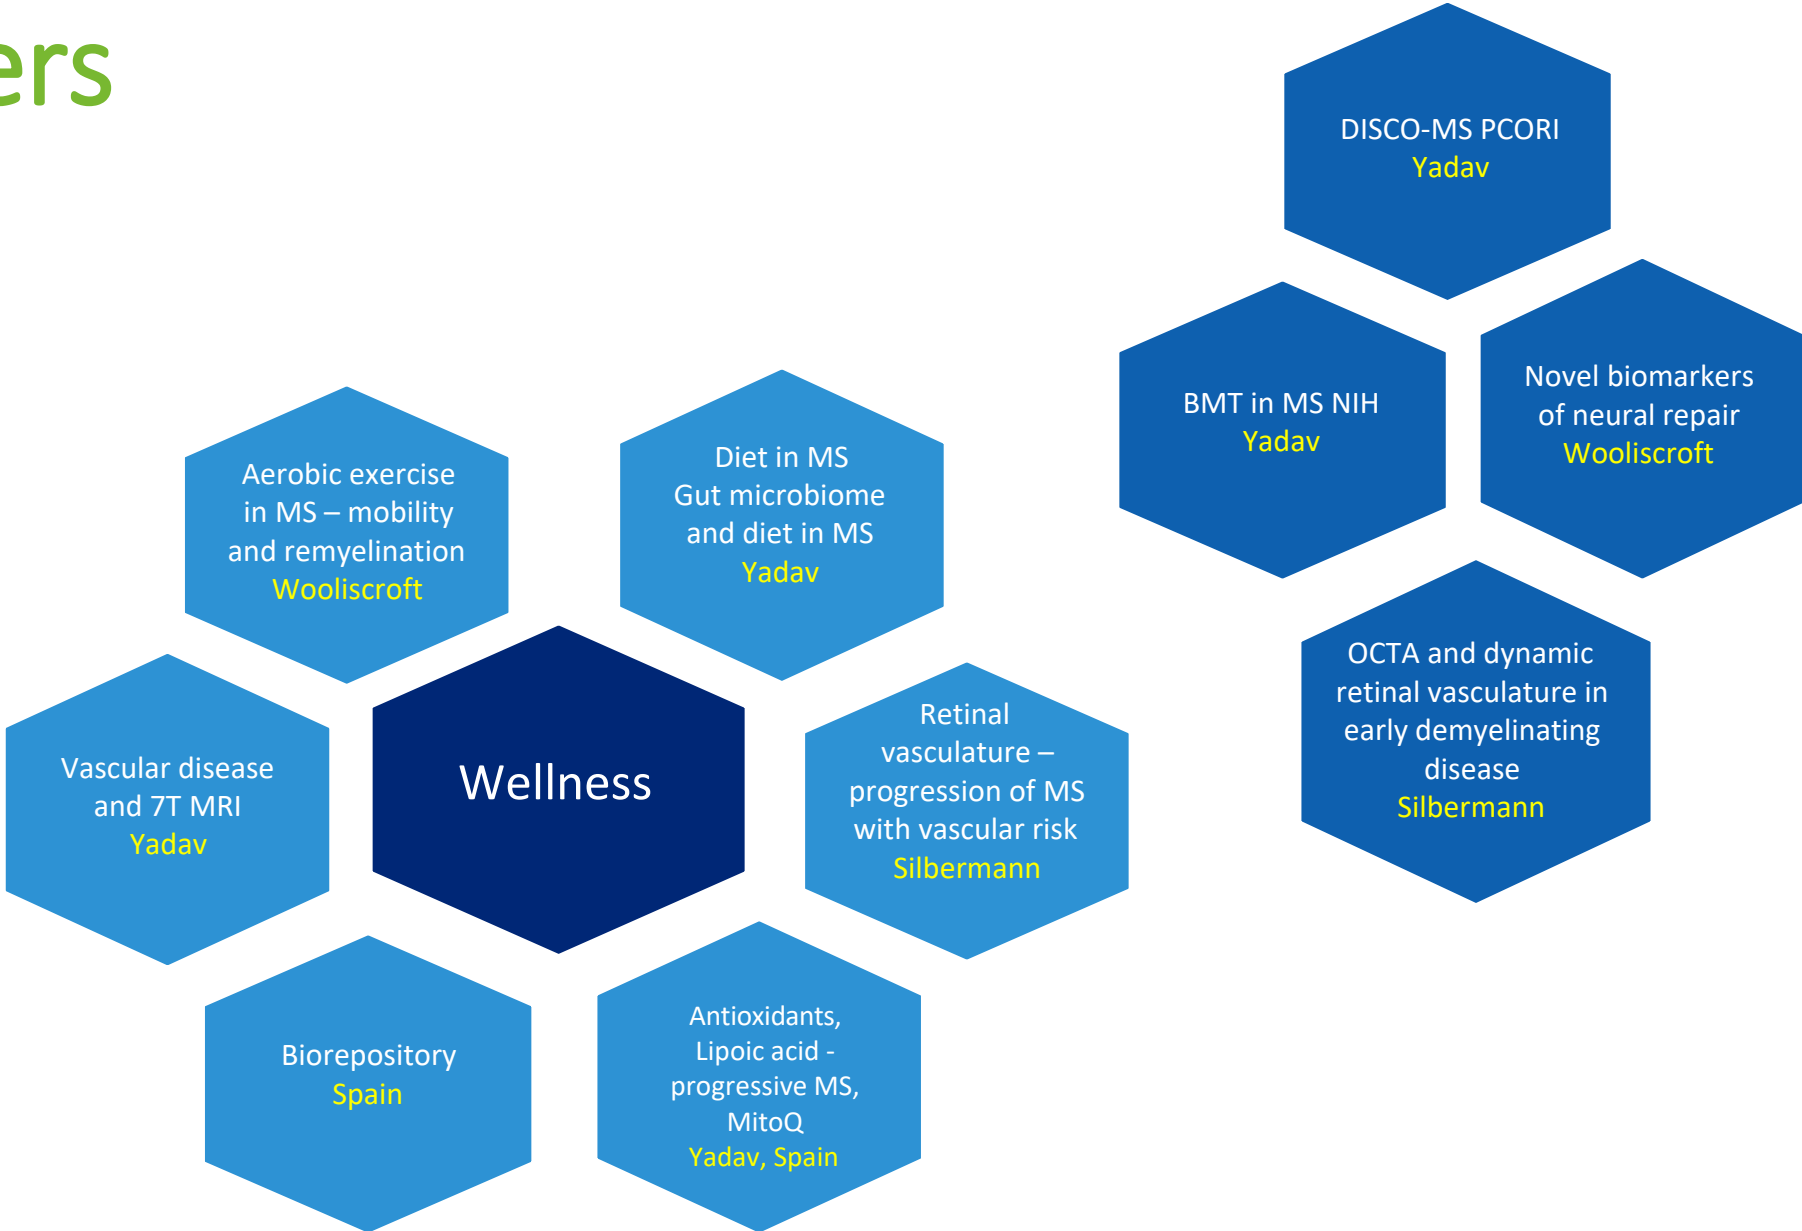 ers
DISCO-MS PCORI
Yadav
BMT in MS NIH
Yadav
Novel biomarkers
of neural repair
Wooliscroft
OCTA and dynamic
retinal vasculature in
early demyelinating
disease
Silbermann
Aerobic exercise
in MS – mobility
and remyelination
Wooliscroft
Diet in MS
Gut microbiome
and diet in MS
Yadav
Vascular disease
and 7T MRI
Yadav
Wellness
Retinal
vasculature –
progression of MS
with vascular risk
Silbermann
Biorepository
Spain
Antioxidants,
Lipoic acid -
progressive MS,
MitoQ
Yadav, Spain